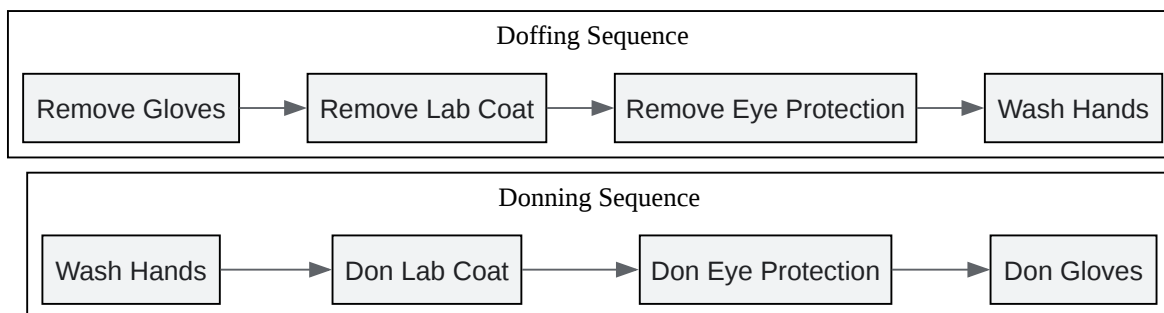 Doffing Sequence
Remove Gloves
Remove Lab Coat
Remove Eye Protection
Wash Hands
Donning Sequence
Wash Hands
Don Lab Coat
Don Eye Protection
Don Gloves